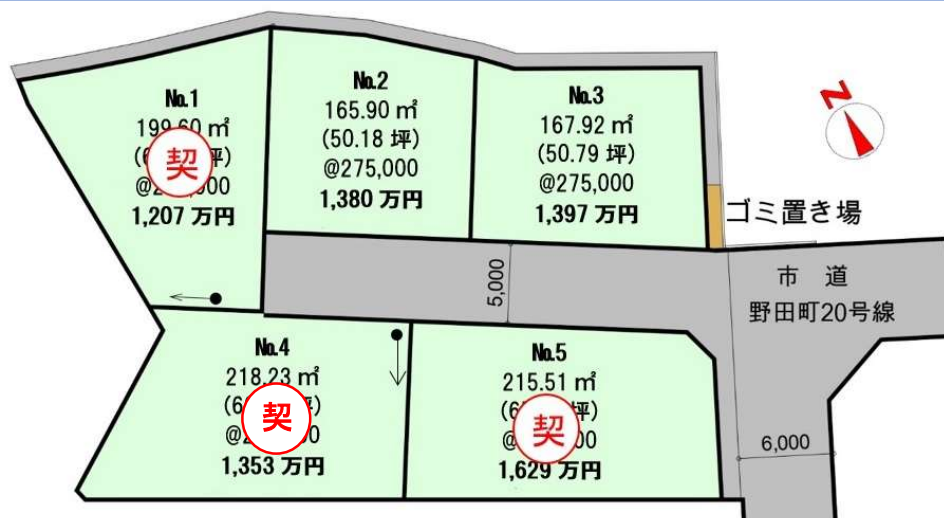 No.1
199.60 ㎡
契
1,207 万円
No.2
165.90 ㎡
(50.18 坪)
@275,000
1,380 万円
No.3
167.92 ㎡
(50.79 坪)
@275,000
1,397 万円
N
ゴミ置き場
5,000
市 道
野田町20号線
No.4
218.23 ㎡
契
1,353 万円
No.5
215.51 ㎡
契
1,629 万円
6,000